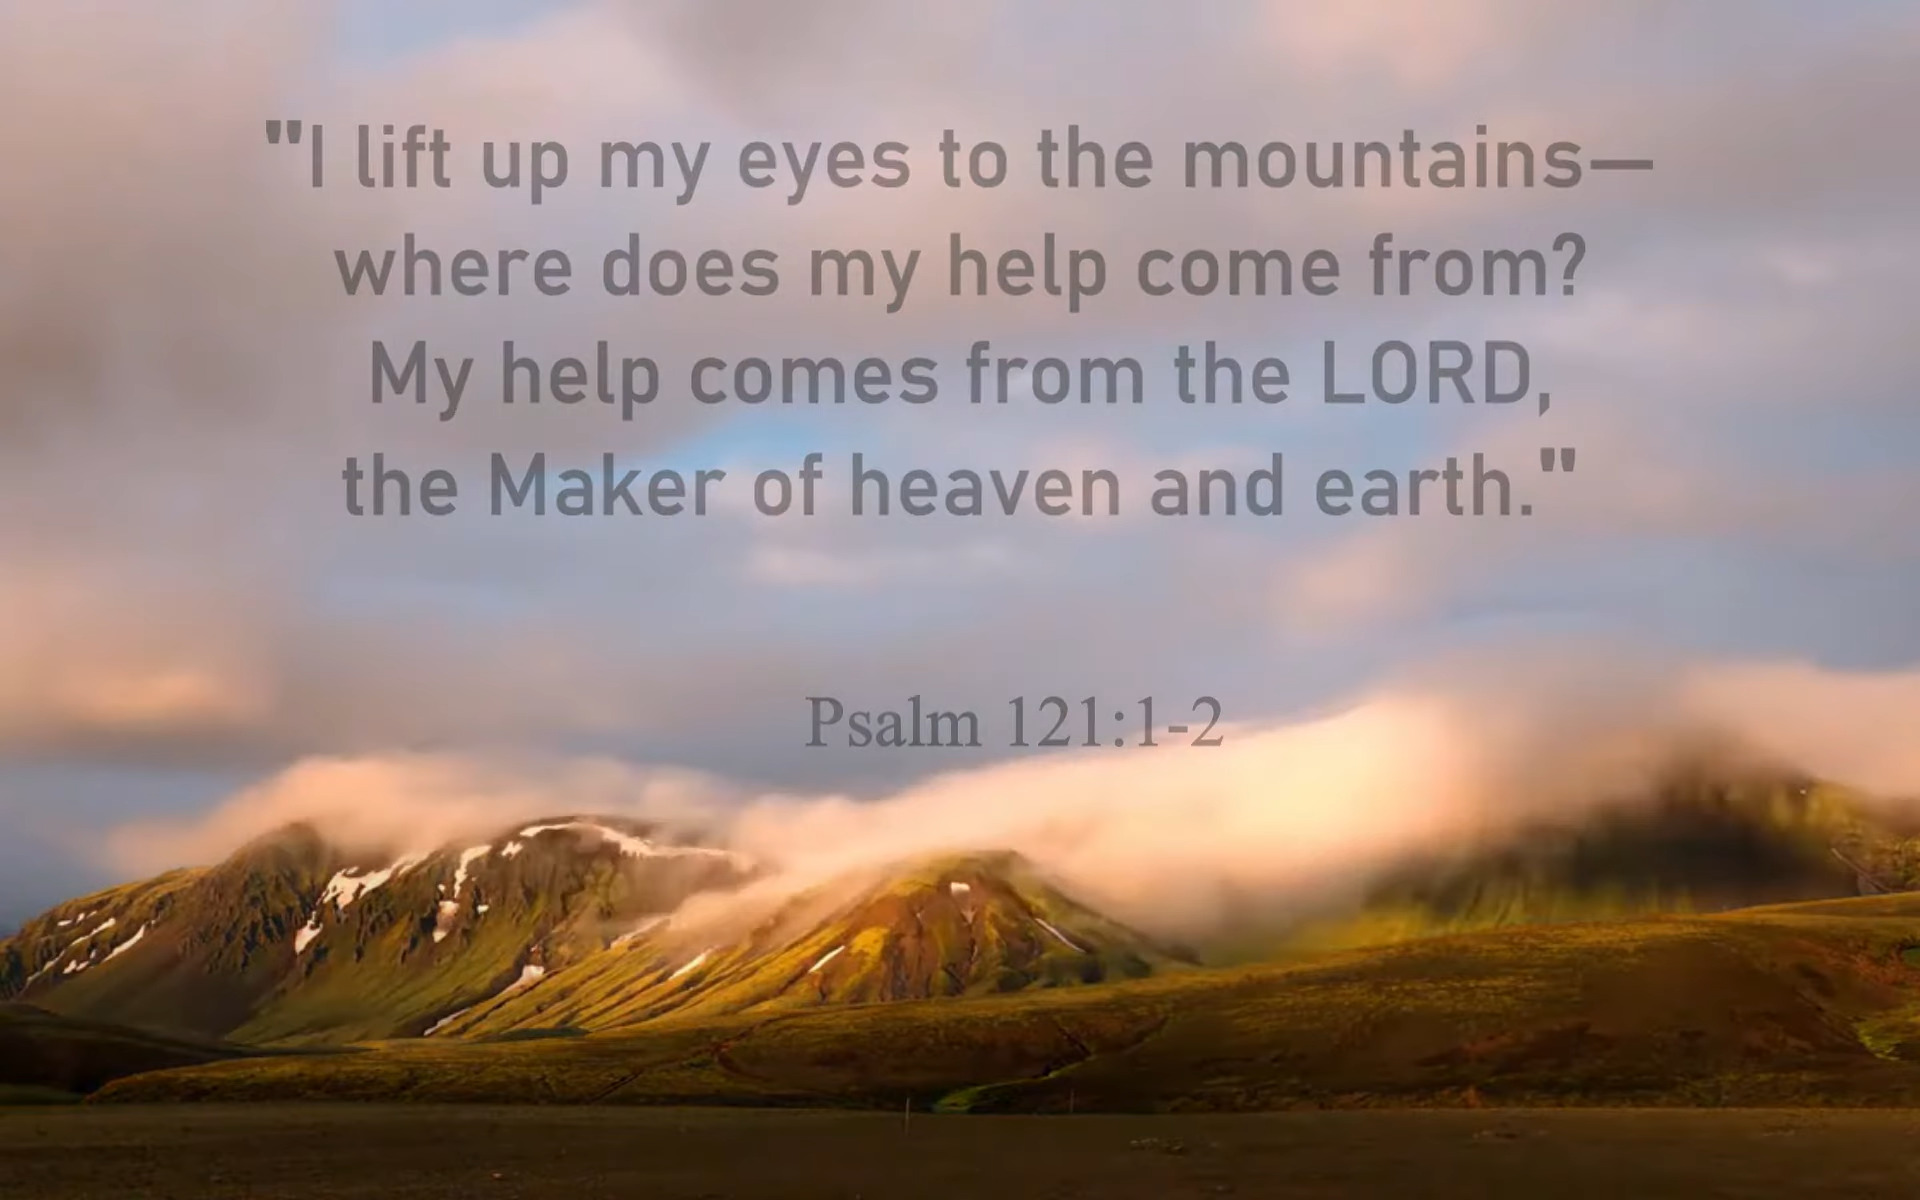 "I lift up my eyes to the mountains—
where does my help come from?
My help comes from the LORD,
the Maker of heaven and earth."
Psalm 121:1-2